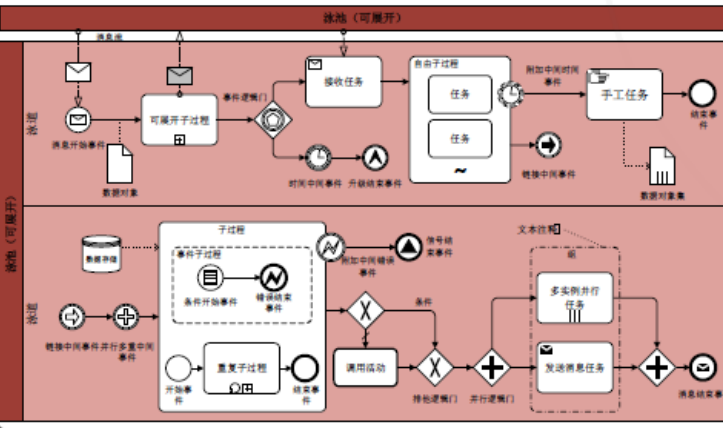 泳池（可展开）
消息流
泳池（可展开）
泳道
消息开始事件
数据对象
可展开子过程
事件逻辑门
接收任务
时间中间事件
升级结束事件
自由子过程
任务
任务
附加中间时间
事件
链接中间事件
手工任务
数据对象集
结束事
件
泳道
数据存储
链接中间事件
并行多重中间
事件
子过程
事件子过程
条件开始事件
错误结束
事件
开始事
件
重复子过程
结束事
件
附加中间错误
事件
信号结
束事件
条件
调用活动
排他逻辑门
并行逻辑门
文本注释
组
多实例并行
任务
发送消息任务
消息结束事